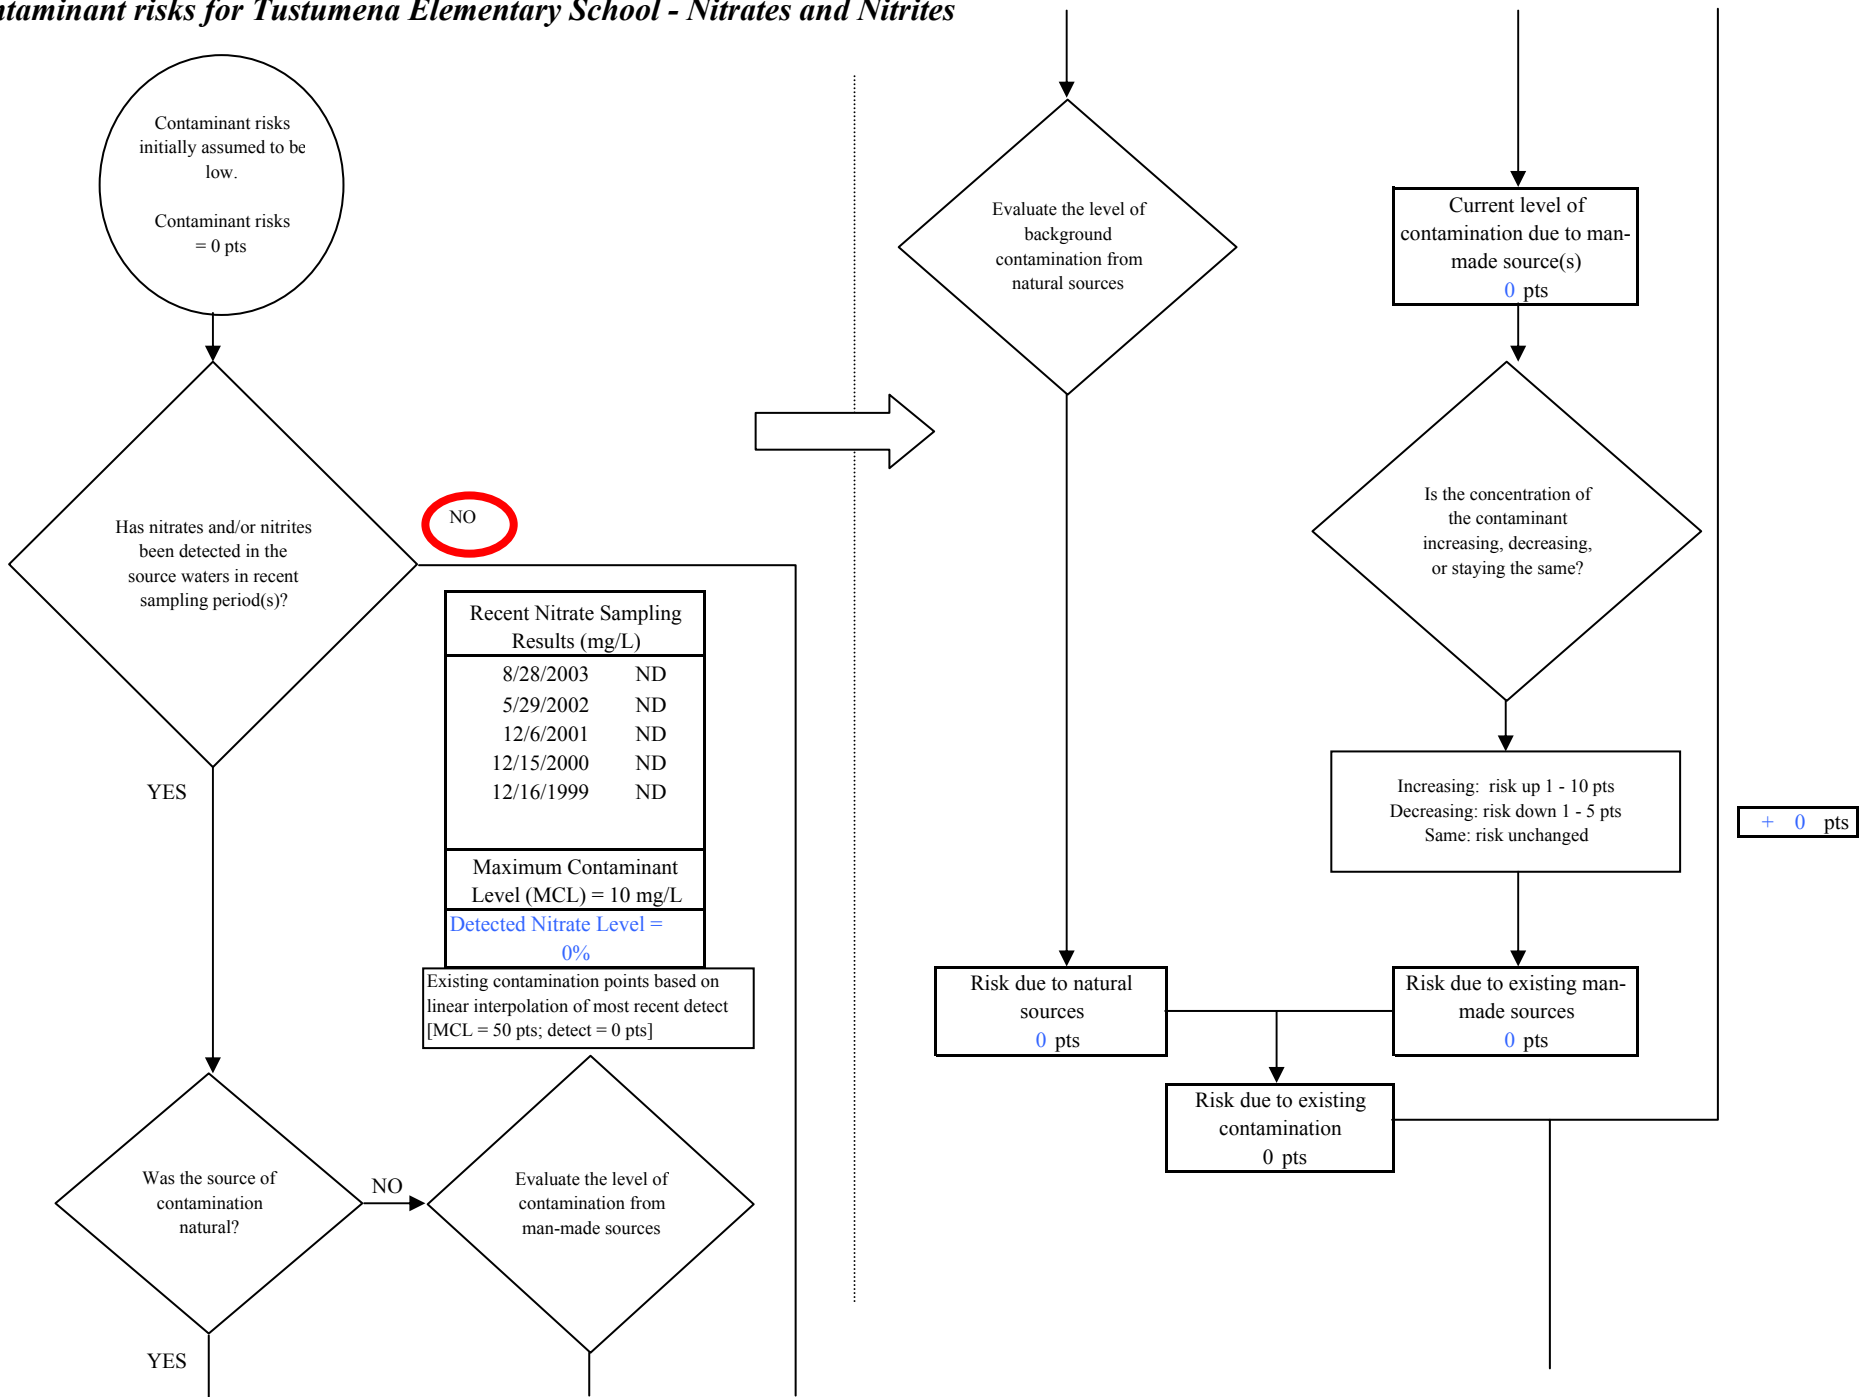 ntaminant risks for Tustumena Elementary School - Nitrates and Nitrites
Contaminant risks
initially assumed to be
low.
Contaminant risks
= 0 pts
Has nitrates and/or nitrites
been detected in the
source waters in recent
sampling period(s)?
NO
YES
Recent Nitrate Sampling
Results (mg/L)
8/28/2003 ND
5/29/2002 ND
12/6/2001 ND
12/15/2000 ND
12/16/1999 ND
Maximum Contaminant
Level (MCL) = 10 mg/L
Detected Nitrate Level =
0%
Existing contamination points based on
linear interpolation of most recent detect
[MCL = 50 pts; detect = 0 pts]
Was the source of
contamination
natural?
NO
YES
Evaluate the level of
contamination from
man-made sources
Evaluate the level of
background
contamination from
natural sources
Current level of
contamination due to man-
made source(s)
0 pts
Is the concentration of
the contaminant
increasing, decreasing,
or staying the same?
Increasing: risk up 1 - 10 pts
Decreasing: risk down 1 - 5 pts
Same: risk unchanged
+ 0 pts
Risk due to natural
sources
0 pts
Risk due to existing man-
made sources
0 pts
Risk due to existing
contamination
0 pts